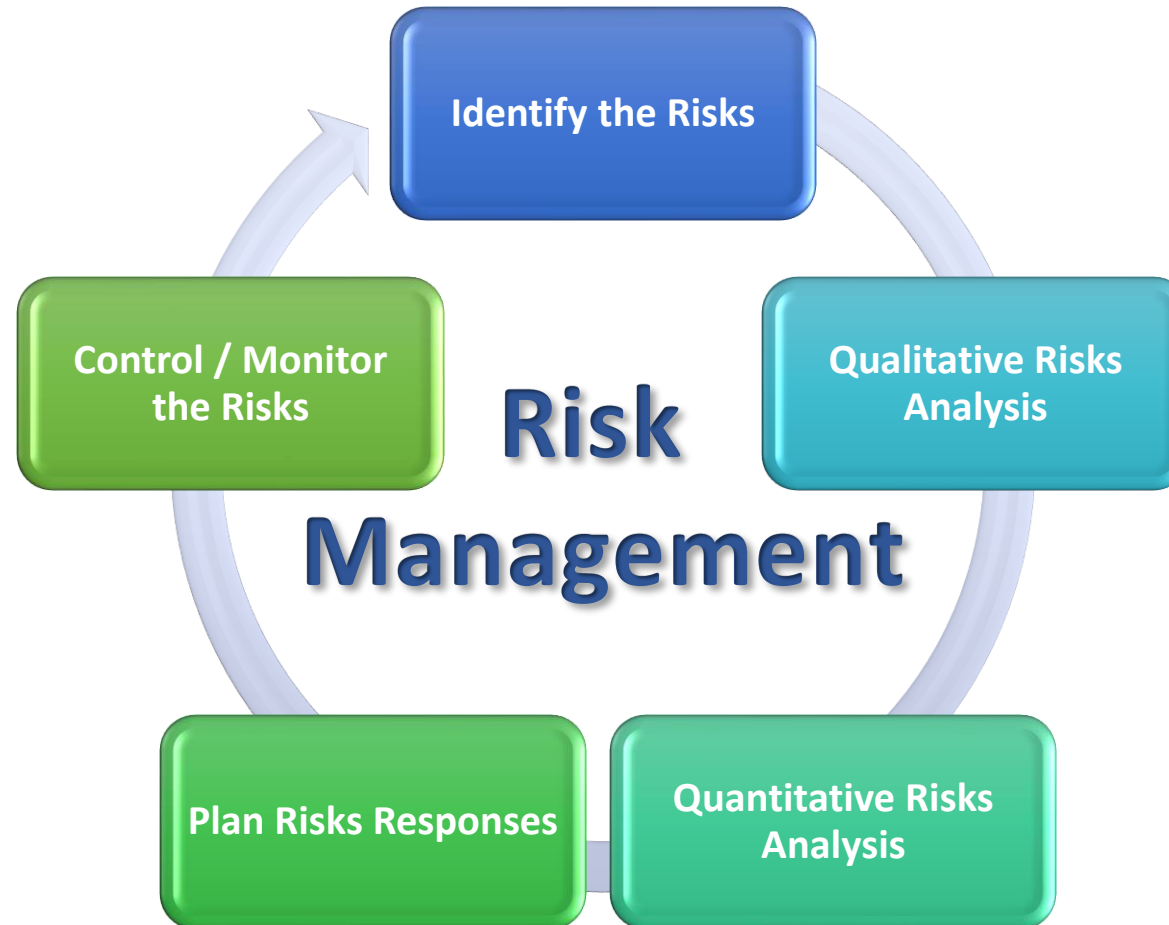 Identify the Risks
Qualitative Risks
Analysis
Quantitative Risks
Analysis
Plan Risks Responses
Control / Monitor
the Risks
Risk
Management